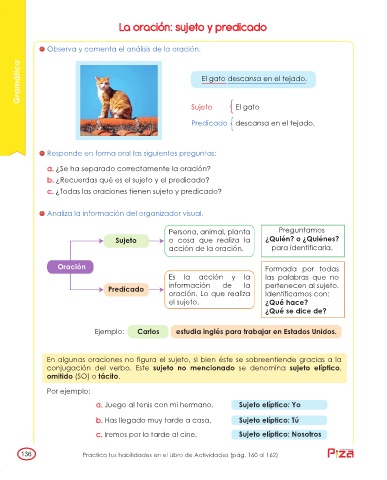 La oración: sujeto y predicado
Gramática
Observa y comenta el análisis de la oración.
El gato descansa en el tejado.
Sujeto { El gato
Predicado { descansa en el tejado.
Responde en forma oral las siguientes preguntas:
a. ¿Se ha separado correctamente la oración?
b. ¿Recuerdas qué es el sujeto y el predicado?
c. ¿Todas las oraciones tienen sujeto y predicado?
Analiza la información del organizador visual.
Oración
Sujeto
Persona, animal, planta
o cosa que realiza la
acción de la oración.
Preguntamos
¿Quién? o ¿Quiénes?
para identificarla.
Predicado
Es la acción y la
información de la
oración. Lo que realiza
el sujeto.
Formada por todas
las palabras que no
pertenecen al sujeto.
Identificamos con:
¿Qué hace?
¿Qué se dice de?
Ejemplo: Carlos estudia inglés para trabajar en Estados Unidos.
En algunas oraciones no figura el sujeto, si bien éste se sobreentiende gracias a la
conjugación del verbo. Este sujeto no mencionado se denomina sujeto elíptico,
omitido (SO) o tácito.
Por ejemplo:
a. Juego al tenis con mi hermano. Sujeto elíptico: Yo
b. Has llegado muy tarde a casa. Sujeto elíptico: Tú
c. Iremos por la tarde al cine. Sujeto elíptico: Nosotros
136
Practica tus habilidades en el Libro de Actividades (pág. 160 al 162)